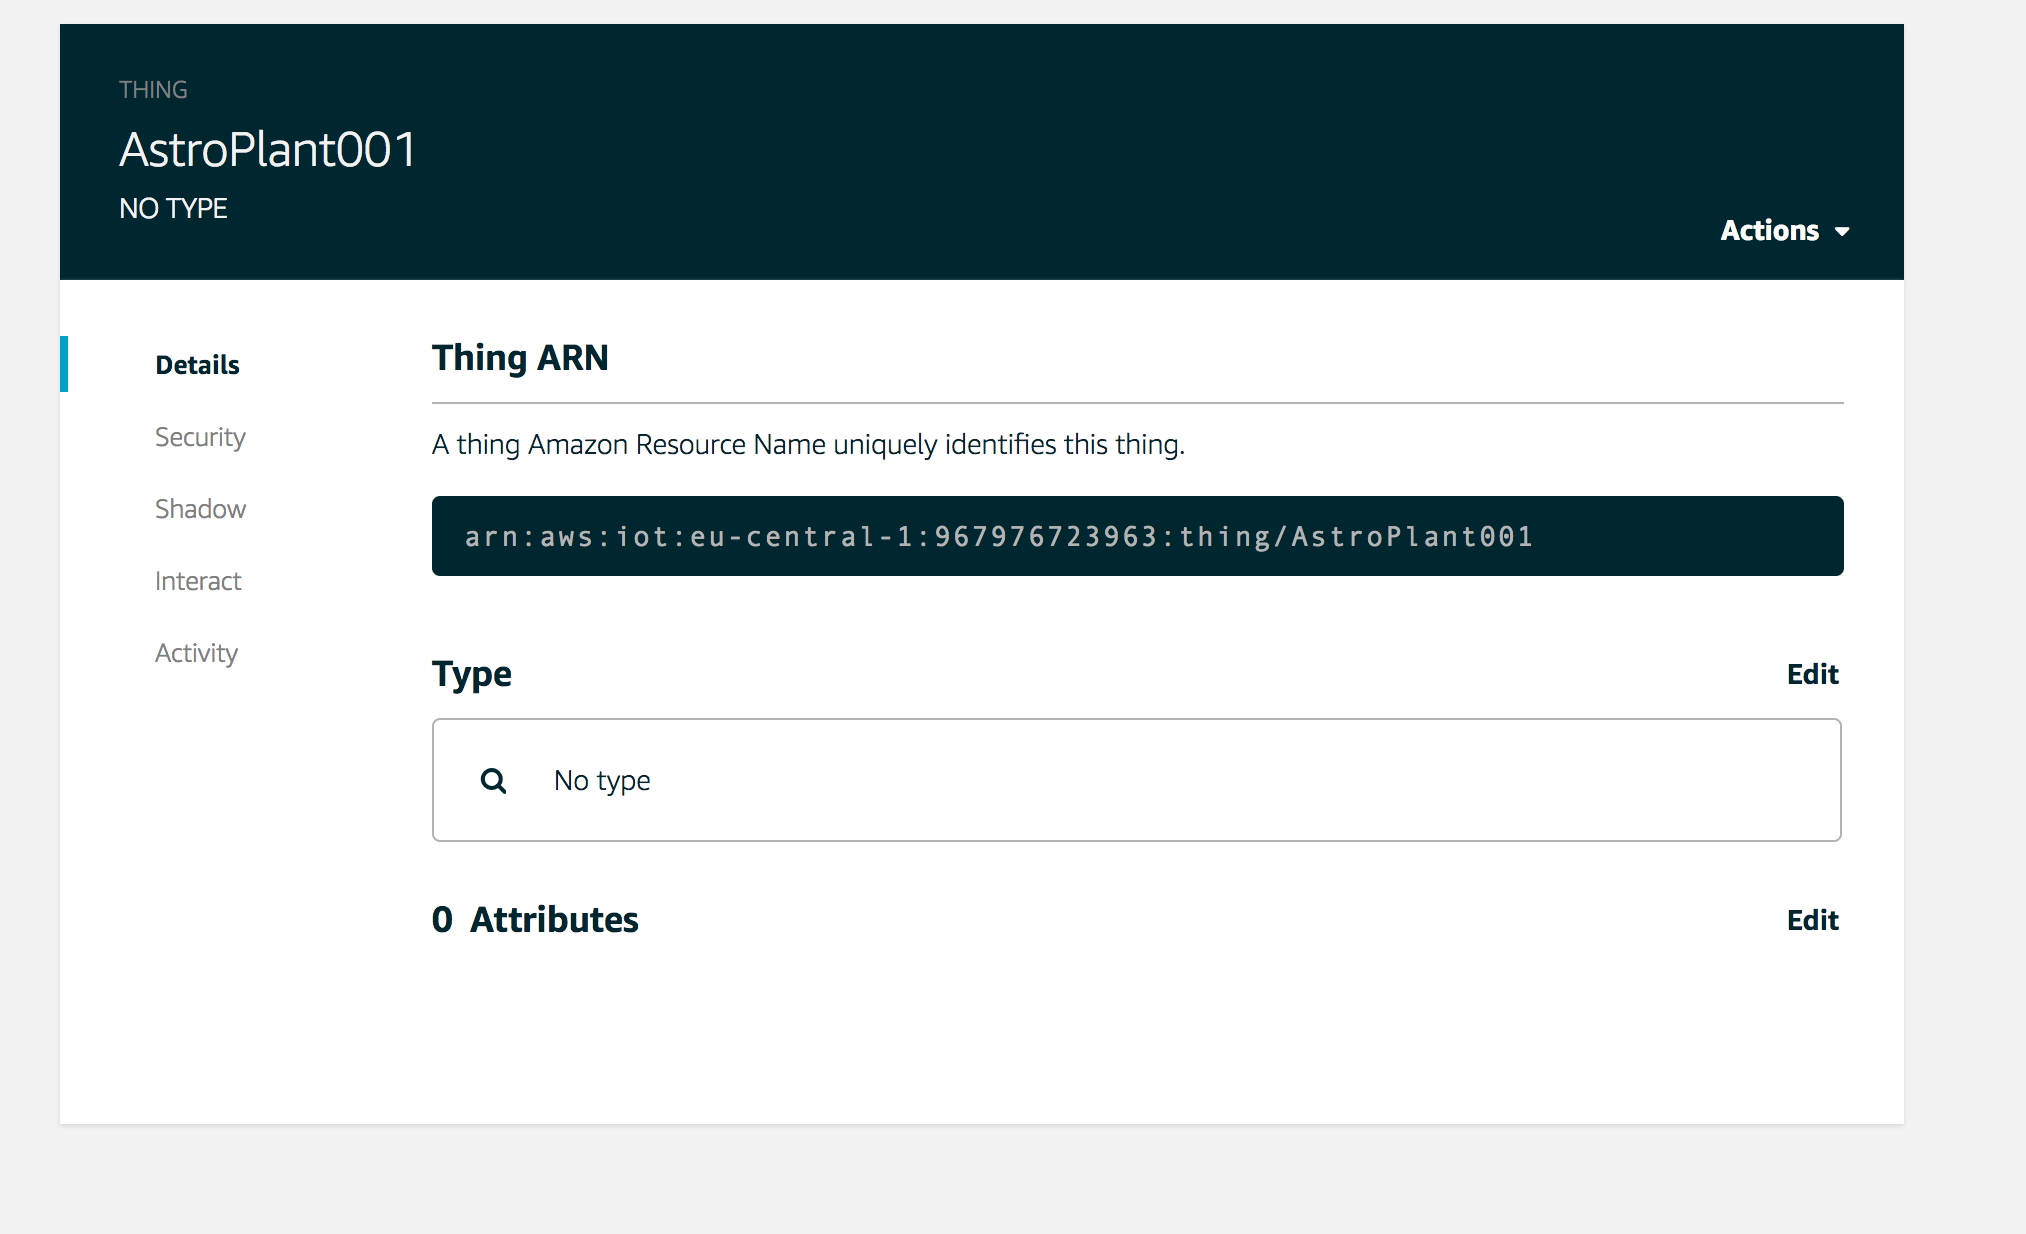 THING
AstroPlant001
NO TYPE
Actions
Details
Security
Shadow
Interact
Activity
Thing ARN
A thing Amazon Resource Name uniquely identifies this thing.
arn:aws:iot:eu-central-1:967976723963:thing/AstroPlant001
Type
Edit
No type
0 Attributes
Edit